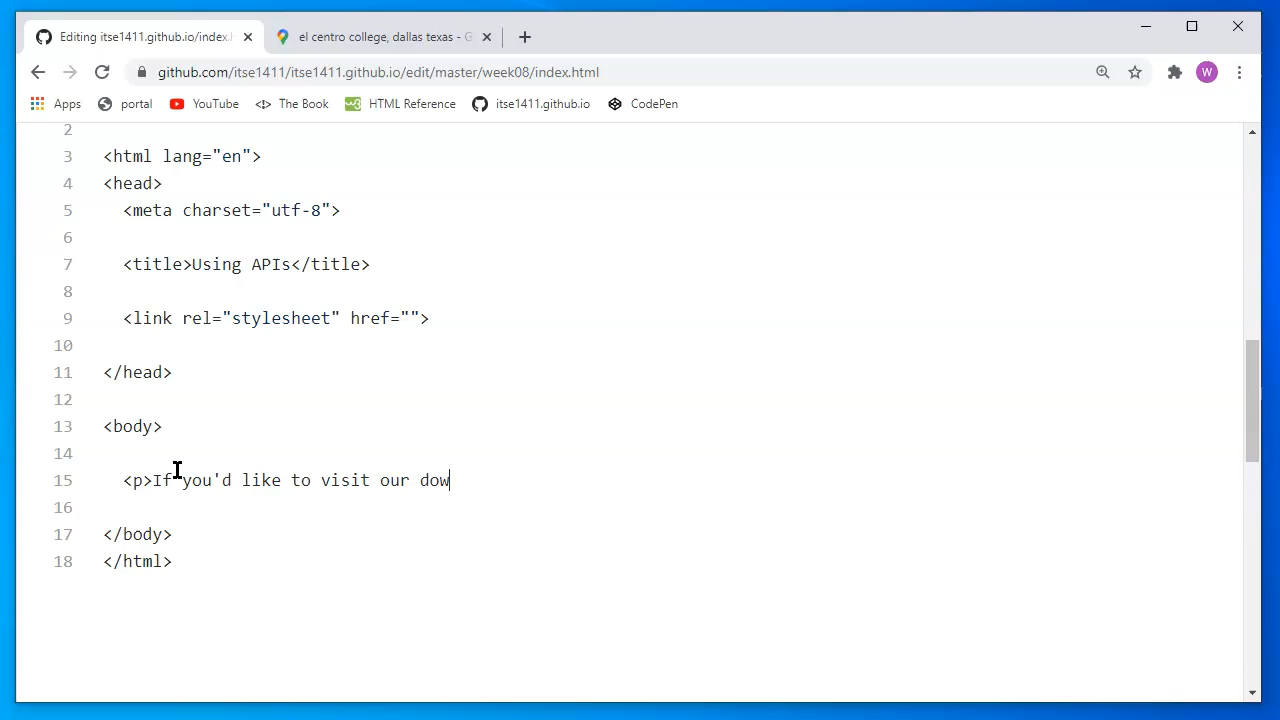 Editing itse1411.github.io/index.h
el centro college, dallas texas - G
github.com/itse1411/itse1411.github.io/edit/master/week08/index.html
W
Apps
portal
YouTube
The Book
HTML Reference
itse1411.github.io
CodePen
2
3 <html lang="en">
4 <head>
5 <meta charset="utf-8">
6
7 <title>Using APIs</title>
8
9 <link rel="stylesheet" href="">
10
11 </head>
12
13 <body>
14
15 <p>If you'd like to visit our dow
16
17 </body>
18 </html>